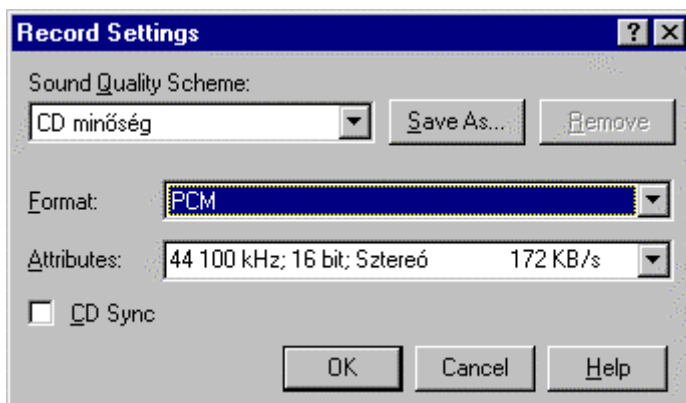 Record Settings
Sound Quality Scheme:
CD minőség
Save As...
Remove
Format:
PCM
Attributes:
44 100 kHz; 16 bit; Sztereó 172 KB/s
CD Sync
OK
Cancel
Help